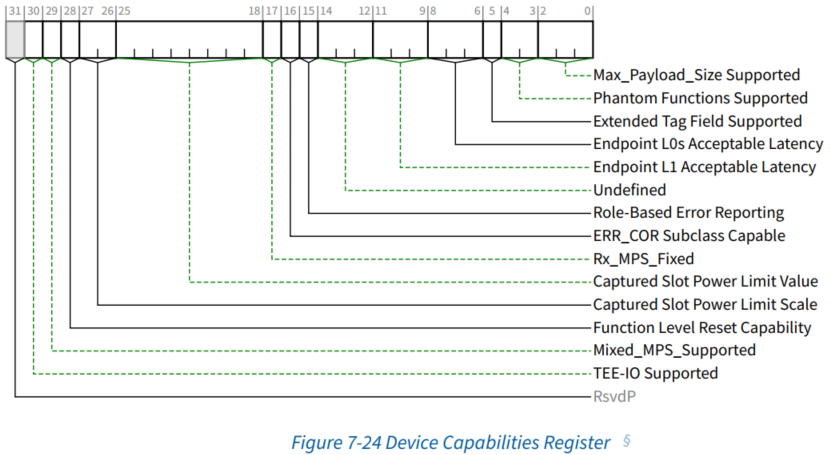 31 30 29 28 27 26 25 18 17 16 15 14 12 11 9 8 6 5 4 3 2 0
Max_Payload_Size Supported
Phantom Functions Supported
Extended Tag Field Supported
Endpoint L0s Acceptable Latency
Endpoint L1 Acceptable Latency
Undefined
Role-Based Error Reporting
ERR_COR Subclass Capable
Rx_MPS_Fixed
Captured Slot Power Limit Value
Captured Slot Power Limit Scale
Function Level Reset Capability
Mixed_MPS_Supported
TEE-IO Supported
RsvdP
Figure 7-24 Device Capabilities Register §